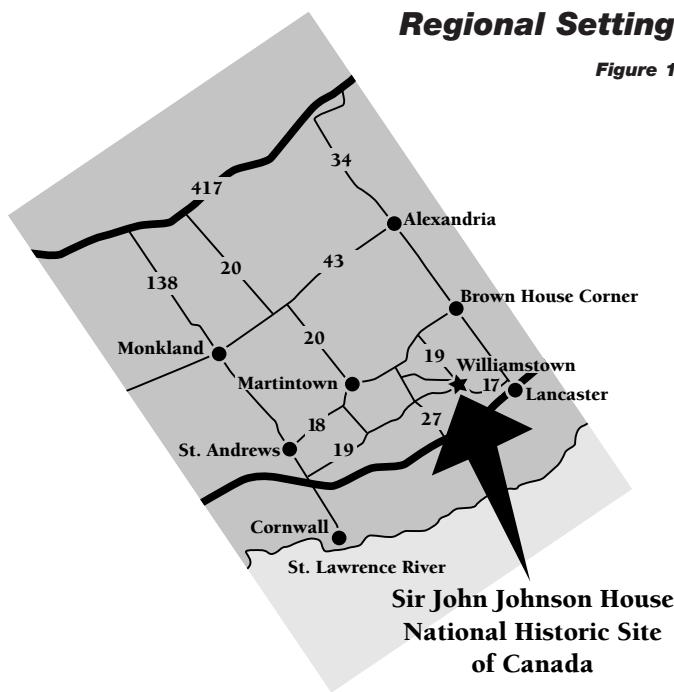 Regional Setting
Figure 1
34
417
Alexandria
20
43
138
Brown House Corner
20
Monkland
19
Williamstown
Martintown
17
Lancaster
18
27
St. Andrews
19
Cornwall
St. Lawrence River
Sir John Johnson House
National Historic Site
of Canada